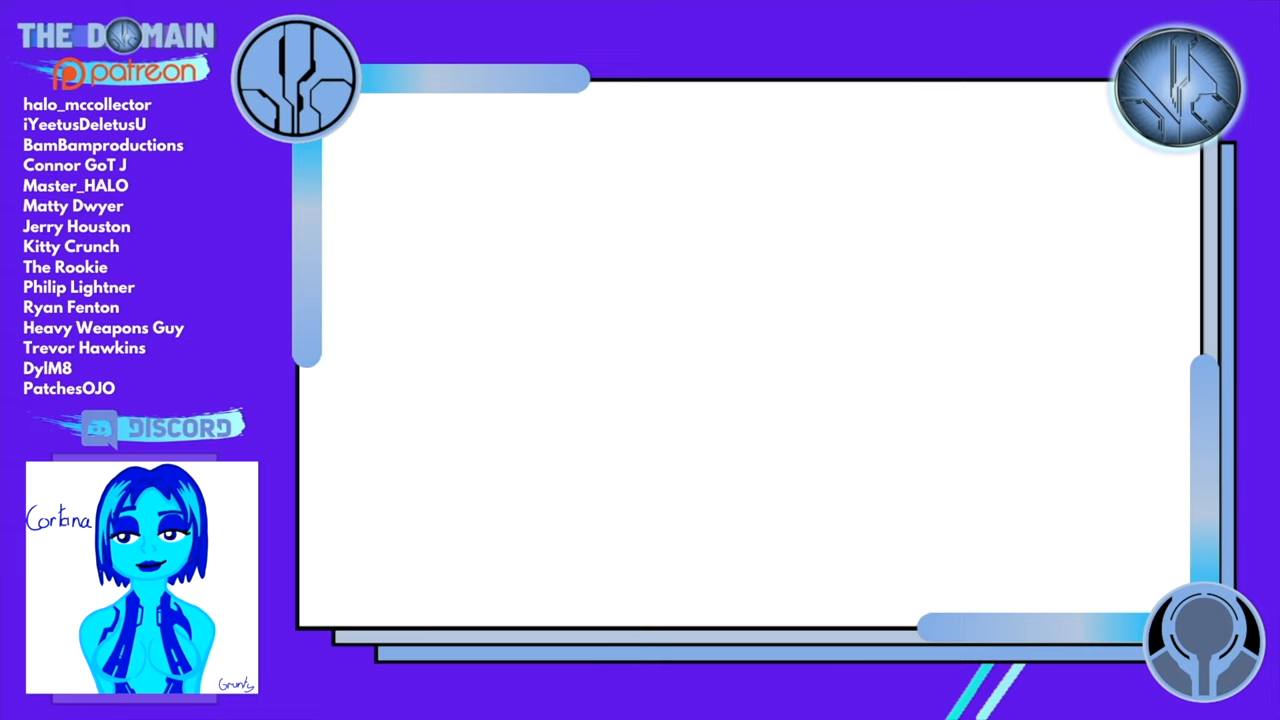 THE DOMAIN
patreon
halo_mccollector
iYeetusDeletusU
BamBamproductions
Connor GoT J
Master_HALO
Matty Dwyer
Jerry Houston
Kitty Crunch
The Rookie
Philip Lightner
Ryan Fenton
Heavy Weapons Guy
Trevor Hawkins
DylM8
PatchesOJO
DISCORD
Cortana
Grunty